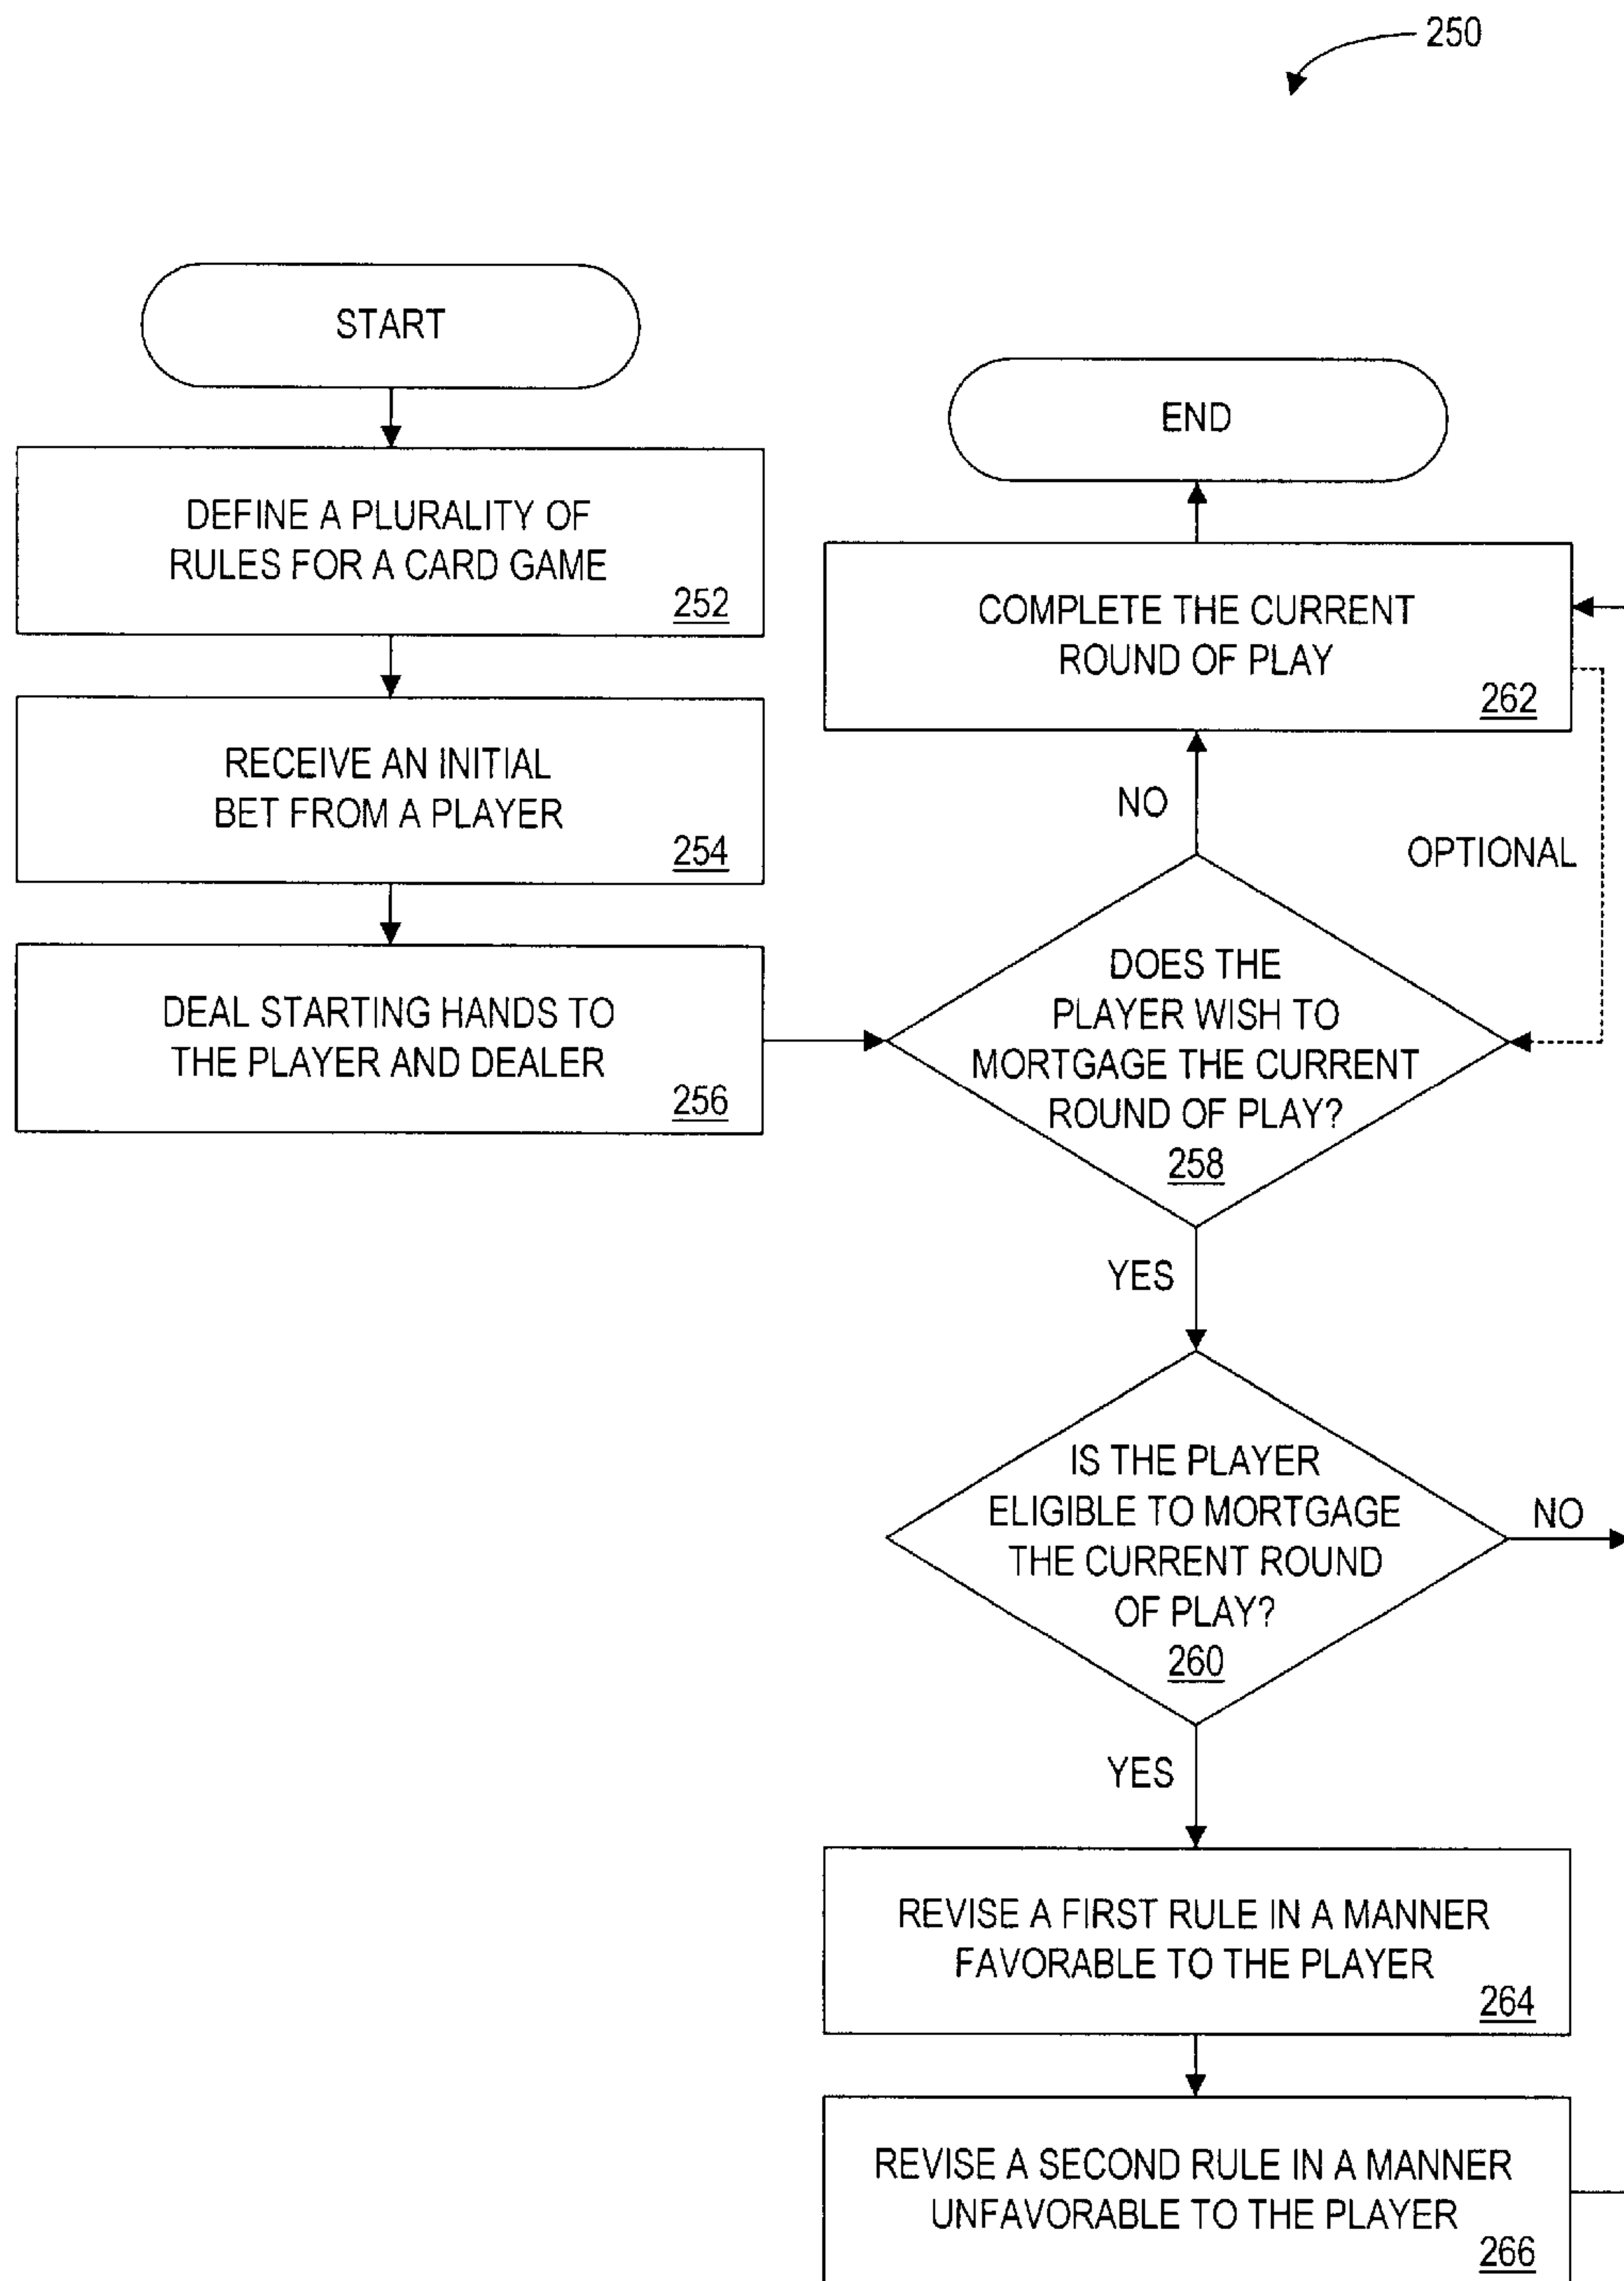 250
START
DEFINE A PLURALITY OF
RULES FOR A CARD GAME
252
RECEIVE AN INITIAL
BET FROM A PLAYER
254
DEAL STARTING HANDS TO
THE PLAYER AND DEALER
256
END
COMPLETE THE CURRENT
ROUND OF PLAY
262
NO
OPTIONAL
DOES THE
PLAYER WISH TO
MORTGAGE THE CURRENT
ROUND OF PLAY?
258
YES
IS THE PLAYER
ELIGIBLE TO MORTGAGE
THE CURRENT ROUND
OF PLAY?
260
NO
YES
REVISE A FIRST RULE IN A MANNER
FAVORABLE TO THE PLAYER
264
REVISE A SECOND RULE IN A MANNER
UNFAVORABLE TO THE PLAYER
266